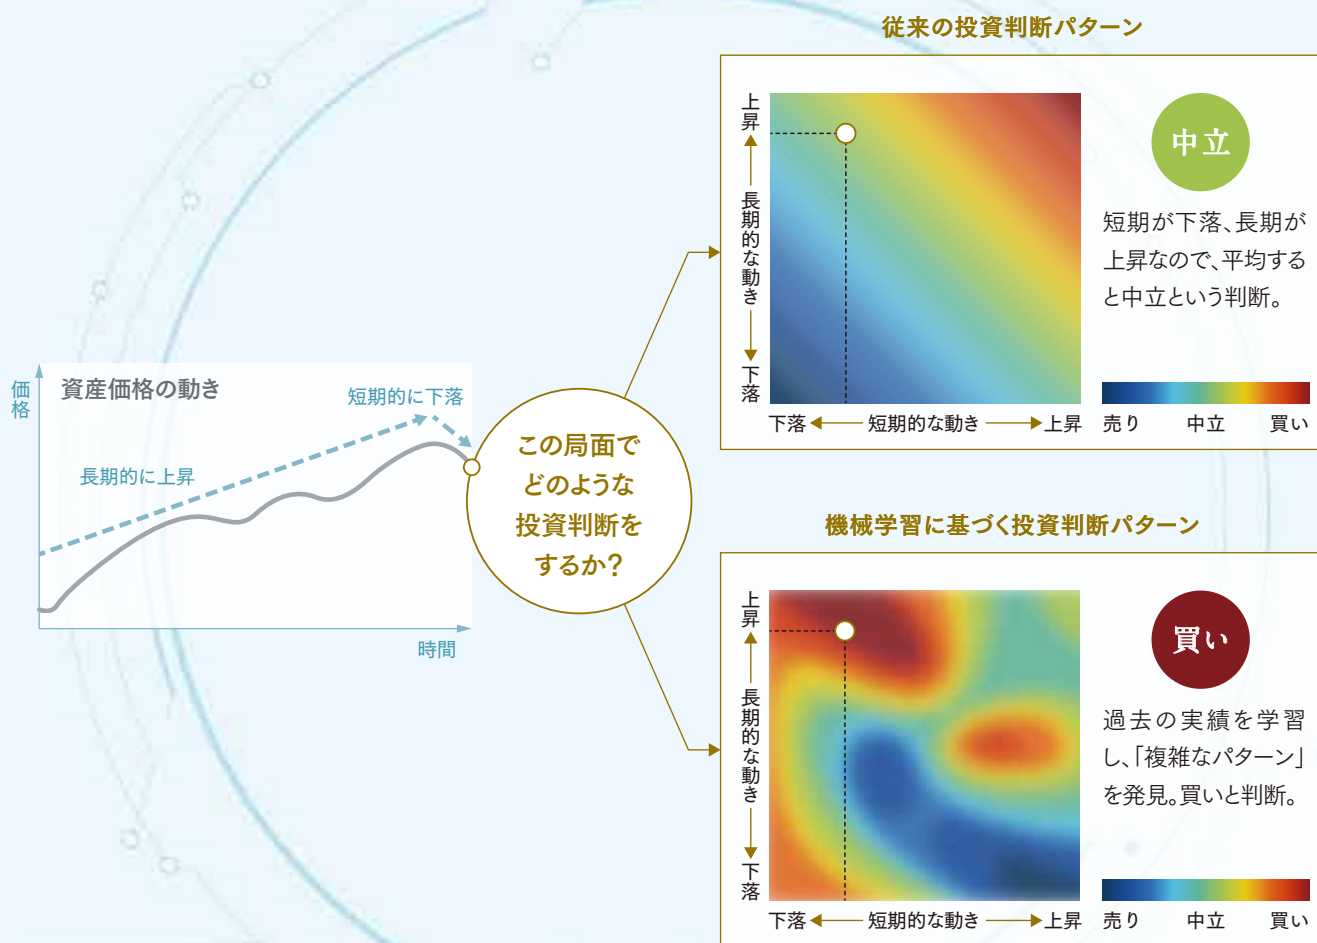 資産価格の動き
価格
短期的に下落
長期的に上昇
時間
この局面で
どのような
投資判断を
するか？
従来の投資判断パターン
上昇
長期的な動き
下落
下落
短期的な動き
上昇
中立
短期が下落、長期が
上昇なので、平均する
と中立という判断。
売り
中立
買い
機械学習に基づく投資判断パターン
上昇
長期的な動き
下落
下落
短期的な動き
上昇
買い
過去の実績を学習
し、「複雑なパターン」
を発見。買いと判断。
売り
中立
買い